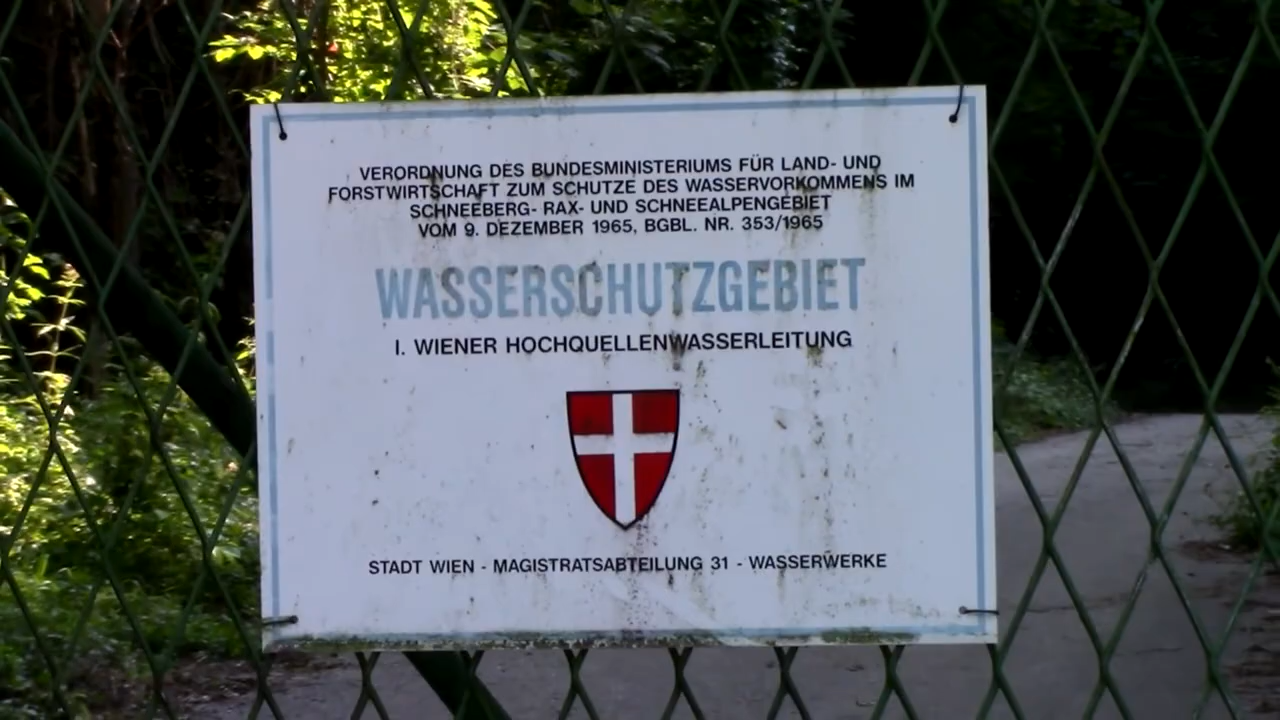 VERORDNUNG DES BUNDESMINISTERIUMS FÜR LAND- UND
FORSTWIRTSCHAFT ZUM SCHUTZE DES WASSERVORKOMMENS IM
SCHNEEBERG- RAX- UND SCHNEEALPENGEBIET
VOM 9. DEZEMBER 1965, BGBL. NR. 353/1965
WASSERSCHUTZGEBIET
I. WIENER HOCHQUELLENWASSERLEITUNG
STADT WIEN - MAGISTRATSABTEILUNG 31 - WASSERWERKE